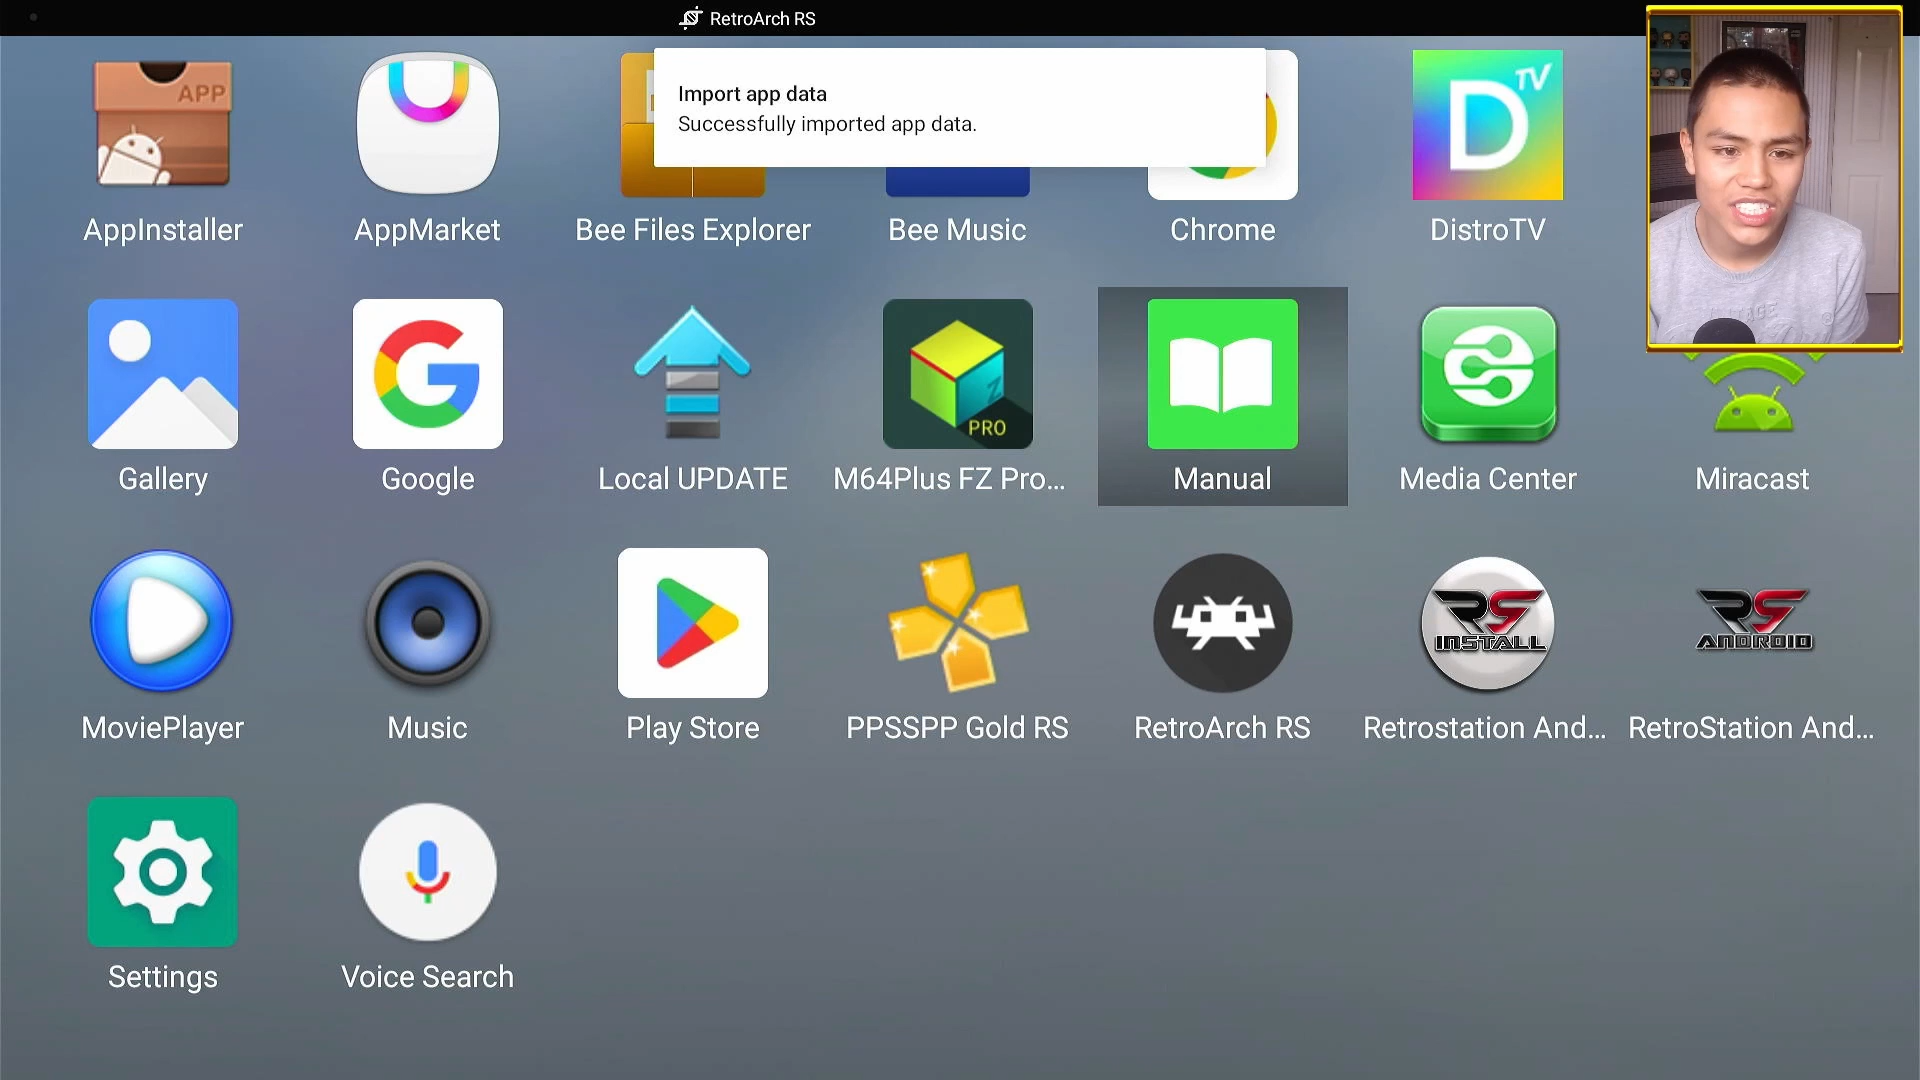 RetroArch RS
Import app data
Successfully imported app data.
APP
TV
D
AppInstaller
AppMarket
Bee Files Explorer
Bee Music
Chrome
DistroTV
Z
PRO
Gallery
Google
Local UPDATE
M64Plus FZ Pro...
Manual
Media Center
Miracast
RS
INSTALL
RS
ANDROID
MoviePlayer
Music
Play Store
PPSSPP Gold RS
RetroArch RS
Retrostation And...
RetroStation And...
Settings
Voice Search